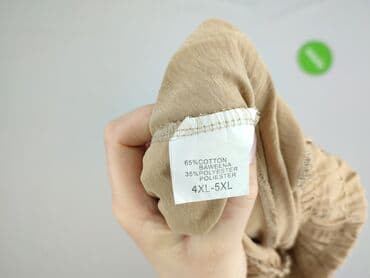 65%COTTON
BAWEŁNA
35%POLYESTER
POLIESTER
4XL-5XL